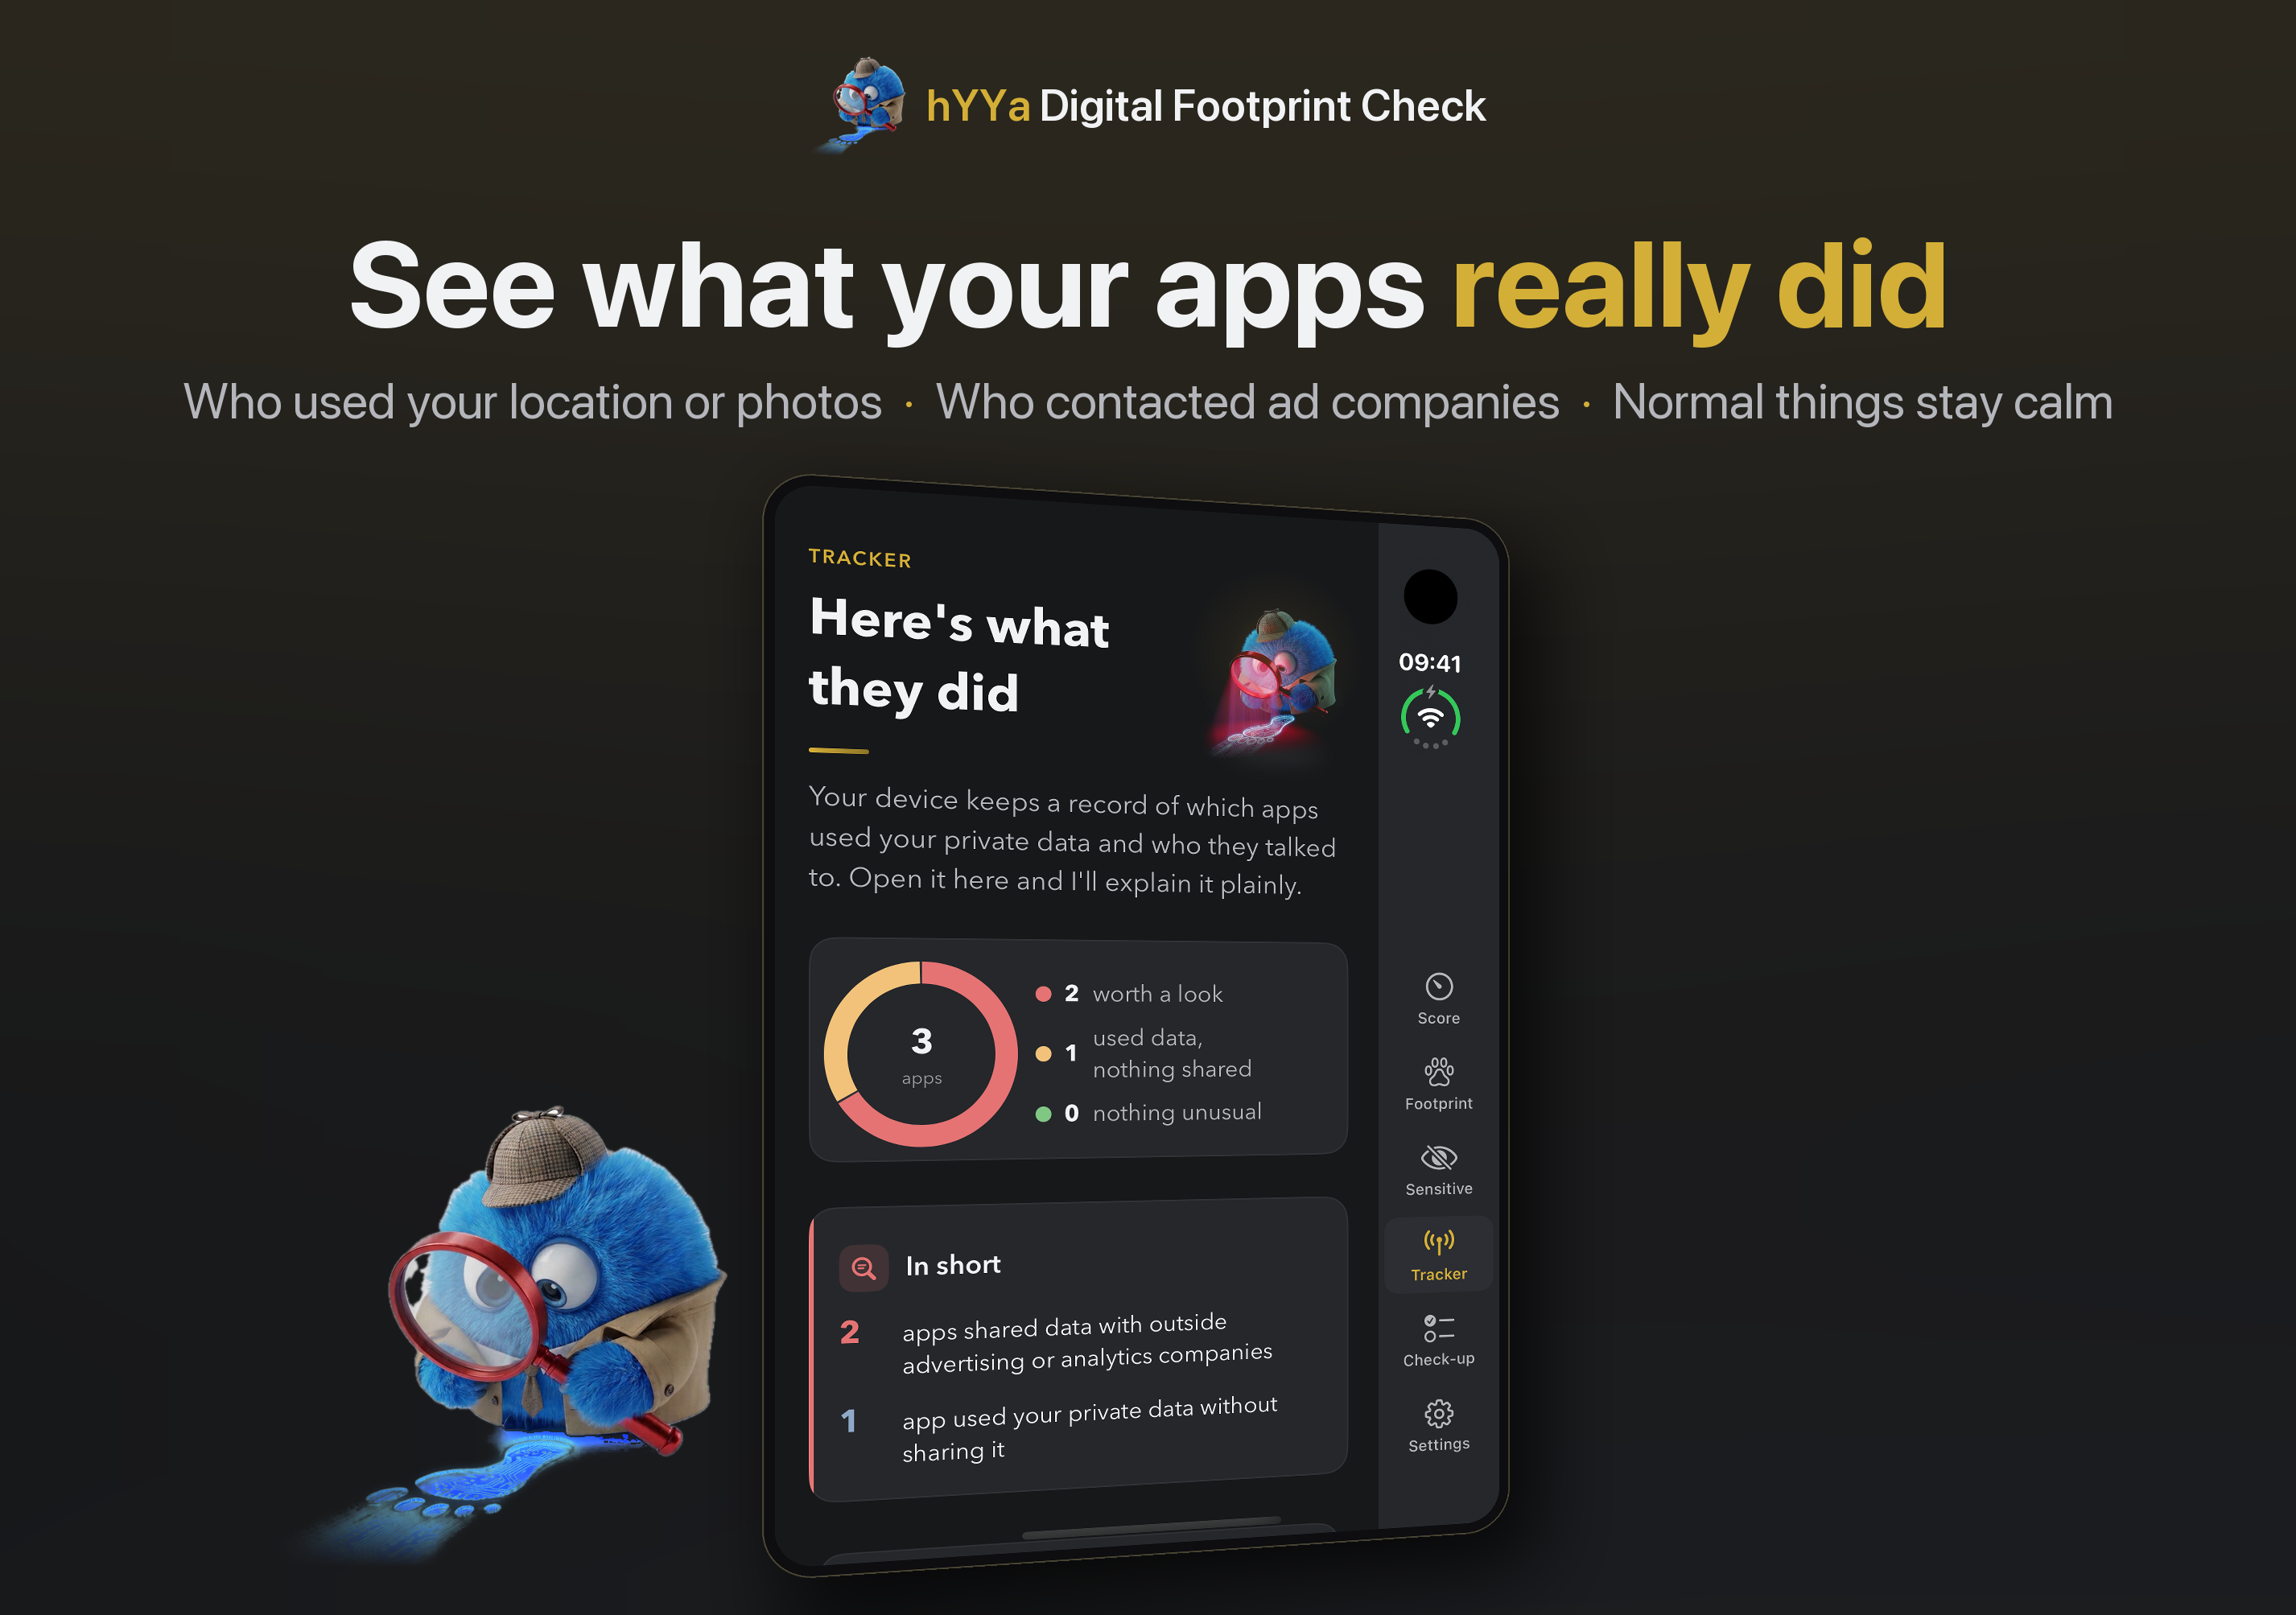 hYYa Digital Footprint Check
See what your apps really did
Who used your location or photos · Who contacted ad companies · Normal things stay calm
TRACKER
Here's what
they did
Your device keeps a record of which apps
used your private data and who they talked
to. Open it here and I'll explain it plainly.
3
apps
2 worth a look
1 used data,
nothing shared
0 nothing unusual
In short
2 apps shared data with outside
advertising or analytics companies
1 app used your private data without
sharing it
09:41
Score
Footprint
Sensitive
Tracker
Check-up
Settings